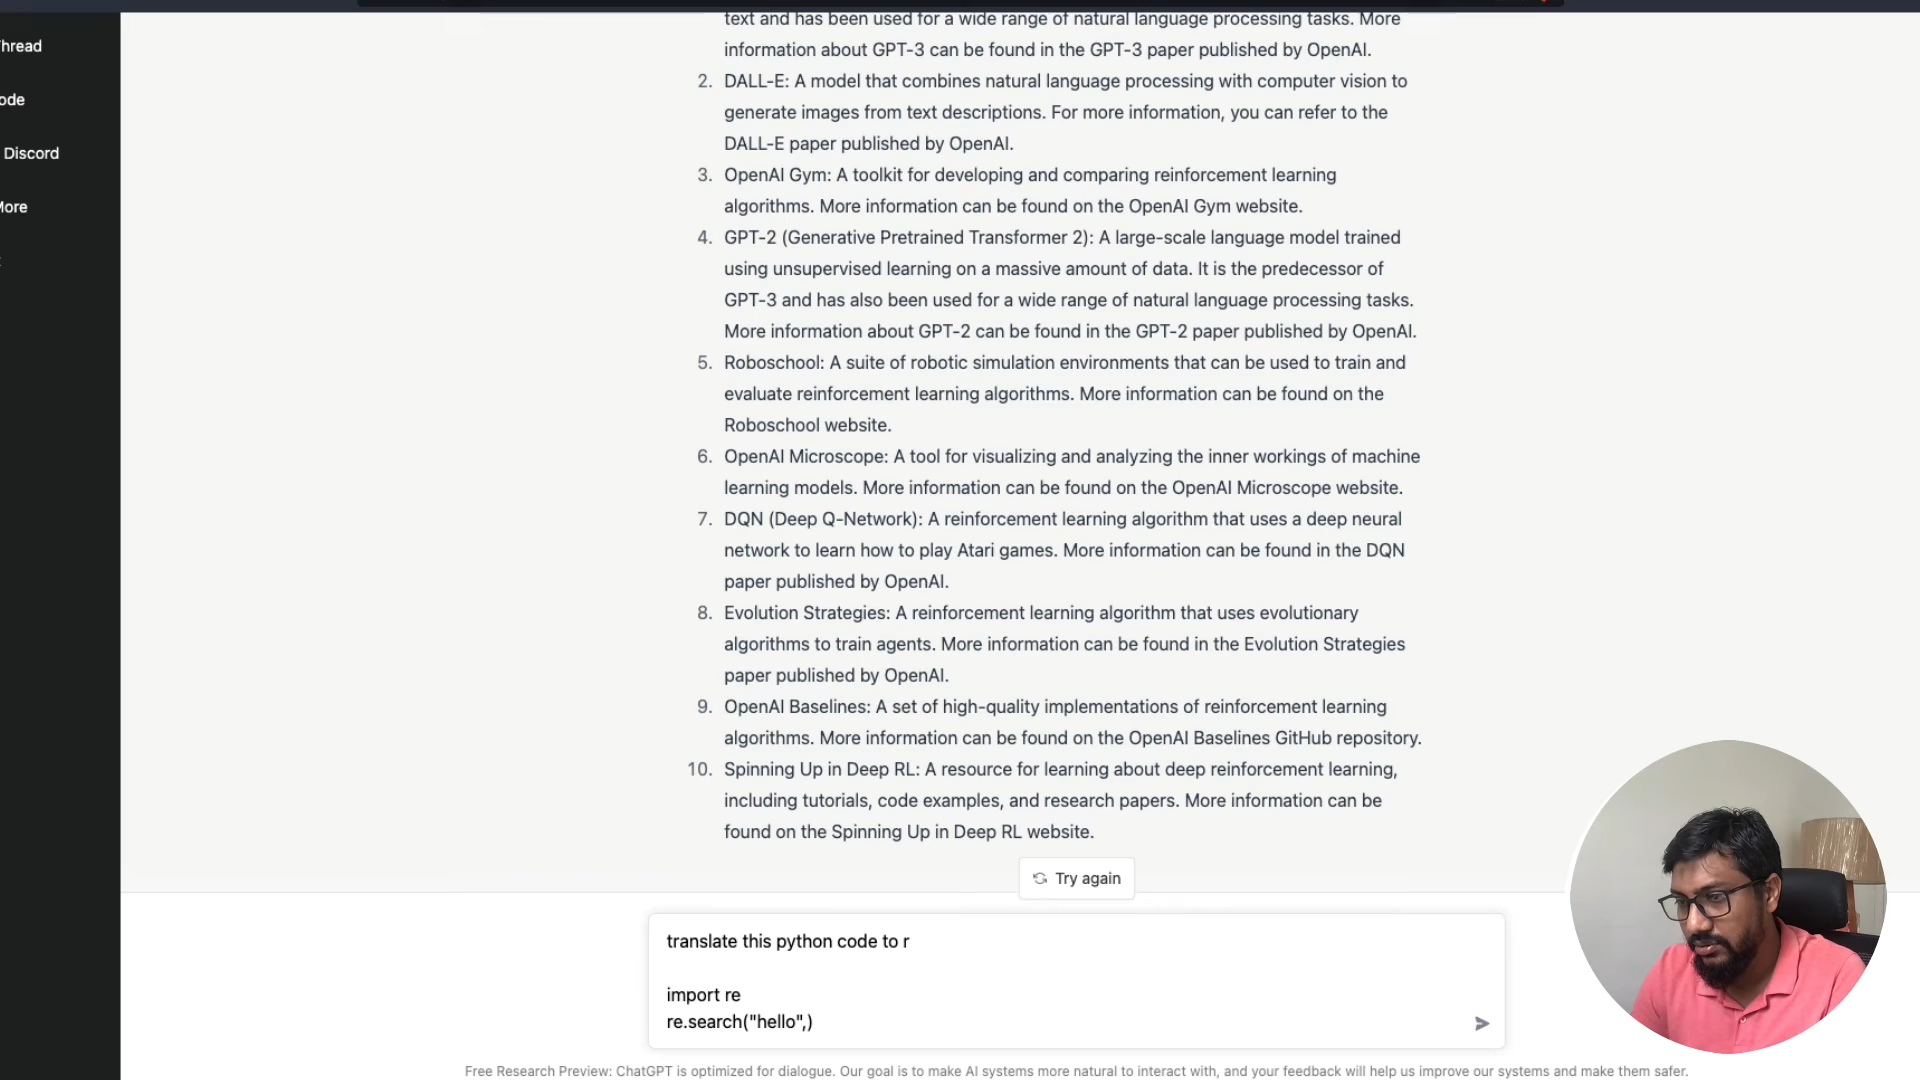 hread
ode
Discord
More
text and has been used for a wide range of natural language processing tasks. More
information about GPT-3 can be found in the GPT-3 paper published by OpenAI.
2. DALL-E: A model that combines natural language processing with computer vision to
generate images from text descriptions. For more information, you can refer to the
DALL-E paper published by OpenAI.
3. OpenAI Gym: A toolkit for developing and comparing reinforcement learning
algorithms. More information can be found on the OpenAI Gym website.
4. GPT-2 (Generative Pretrained Transformer 2): A large-scale language model trained
using unsupervised learning on a massive amount of data. It is the predecessor of
GPT-3 and has also been used for a wide range of natural language processing tasks.
More information about GPT-2 can be found in the GPT-2 paper published by OpenAI.
5. Roboschool: A suite of robotic simulation environments that can be used to train and
evaluate reinforcement learning algorithms. More information can be found on the
Roboschool website.
6. OpenAI Microscope: A tool for visualizing and analyzing the inner workings of machine
learning models. More information can be found on the OpenAI Microscope website.
7. DQN (Deep Q-Network): A reinforcement learning algorithm that uses a deep neural
network to learn how to play Atari games. More information can be found in the DQN
paper published by OpenAI.
8. Evolution Strategies: A reinforcement learning algorithm that uses evolutionary
algorithms to train agents. More information can be found in the Evolution Strategies
paper published by OpenAI.
9. OpenAI Baselines: A set of high-quality implementations of reinforcement learning
algorithms. More information can be found on the OpenAI Baselines GitHub repository.
10. Spinning Up in Deep RL: A resource for learning about deep reinforcement learning,
including tutorials, code examples, and research papers. More information can be
found on the Spinning Up in Deep RL website.
Try again
translate this python code to r
import re
re.search("hello",)
Free Research Preview: ChatGPT is optimized for dialogue. Our goal is to make AI systems more natural to interact with, and your feedback will help us improve our systems and make them safer.